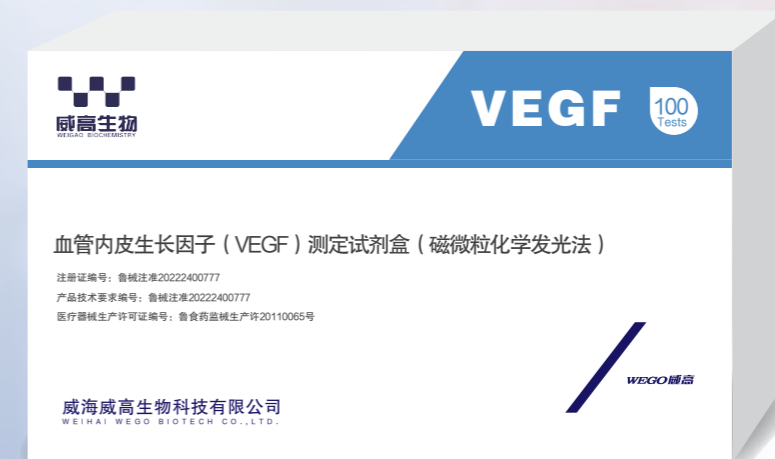 威高生物
WEIGAO BIOCHEMISTRY
VEGF
100
Tests
血管内皮生长因子（VEGF）测定试剂盒（磁微粒化学发光法）
注册证编号：鲁械注准20222400777
产品技术要求编号：鲁械注准20222400777
医疗器械生产许可证编号：鲁食药监械生产许20110065号
WEGO威高
威海威高生物科技有限公司
WEIHAI WEGO BIOTECH CO.,LTD.